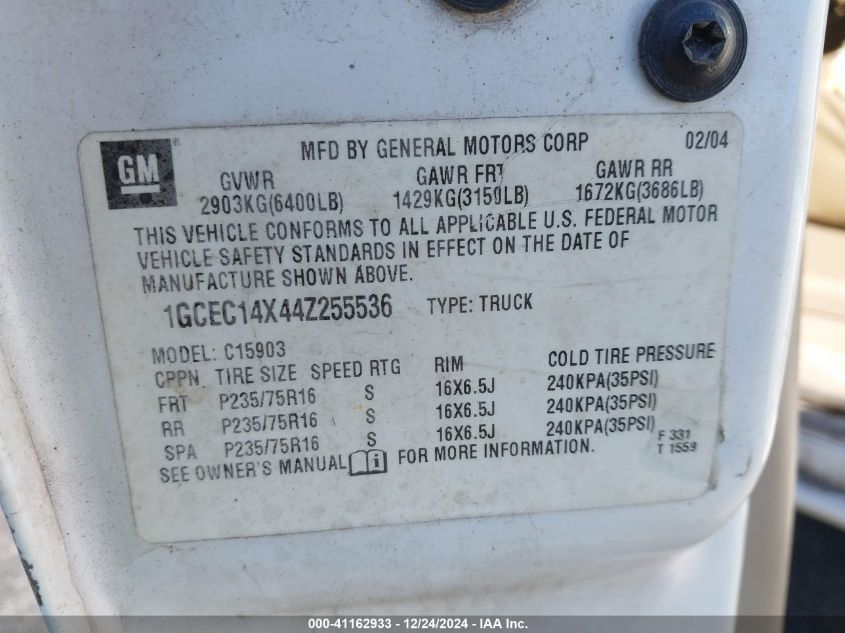 GM
MFD BY GENERAL MOTORS CORP 02/04
GVWR GAWR FRT GAWR RR
2903KG(6400LB) 1429KG(3150LB) 1672KG(3686LB)
THIS VEHICLE CONFORMS TO ALL APPLICABLE U.S. FEDERAL MOTOR
VEHICLE SAFETY STANDARDS IN EFFECT ON THE DATE OF
MANUFACTURE SHOWN ABOVE.
1GCEC14X44Z255536 TYPE: TRUCK
MODEL: C15903
CPPN TIRE SIZE SPEED RTG RIM COLD TIRE PRESSURE
FRT P235/75R16 S 16X6.5J 240KPA(35PSI)
RR P235/75R16 S 16X6.5J 240KPA(35PSI)
SPA P235/75R16 S 16X6.5J 240KPA(35PSI)
SEE OWNER'S MANUAL FOR MORE INFORMATION.
F 331
T 1559
000-41162933 - 12/24/2024 - IAA Inc.